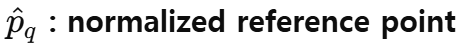 p̂_q : normalized reference point